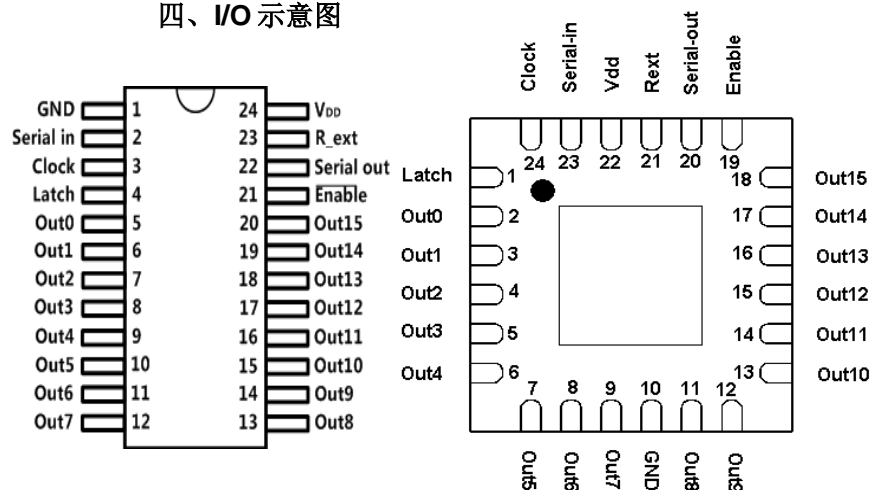 四、I/O 示意图
GND 1 24 VDD
Serial in 2 23 R_ext
Clock 3 22 Serial out
Latch 4 21 Enable
Out0 5 20 Out15
Out1 6 19 Out14
Out2 7 18 Out13
Out3 8 17 Out12
Out4 9 16 Out11
Out5 10 15 Out10
Out6 11 14 Out9
Out7 12 13 Out8
Clock Serial-in Vdd Rext Serial-out Enable
24 23 22 21 20 19
Latch 1 18 Out15
Out0 2 17 Out14
Out1 3 16 Out13
Out2 4 15 Out12
Out3 5 14 Out11
Out4 6 13 Out10
7 8 9 10 11 12
Out5 Out6 Out7 GND Out8 Out9